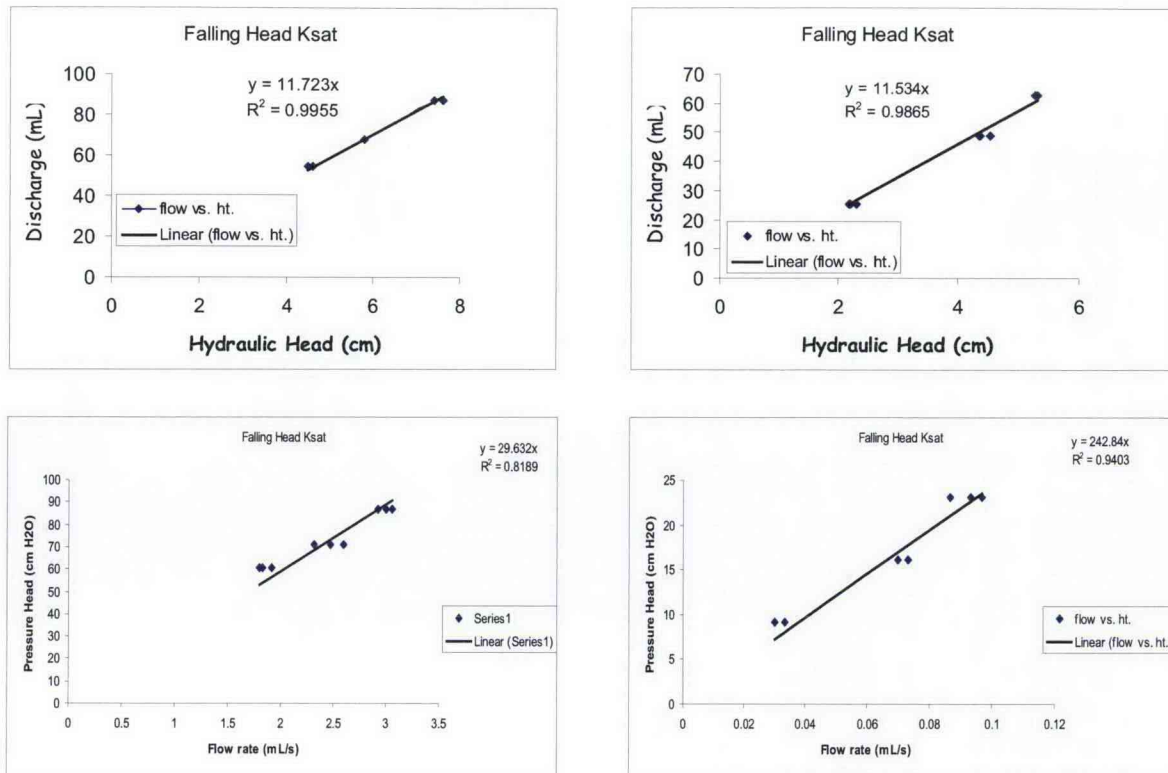 Falling Head Ksat
y = 11.723x
R² = 0.9955
Discharge (mL)
100
80
60
40
20
0
flow vs. ht.
Linear (flow vs. ht.)
0 2 4 6 8
Hydraulic Head (cm)
Falling Head Ksat
y = 11.534x
R² = 0.9865
Discharge (mL)
70
60
50
40
30
20
10
0
flow vs. ht.
Linear (flow vs. ht.)
0 2 4 6
Hydraulic Head (cm)
Falling Head Ksat
y = 29.632x
R² = 0.8189
Pressure Head (cm H2O)
100
90
80
70
60
50
40
30
20
10
0
Series1
Linear (Series1)
0 0.5 1 1.5 2 2.5 3 3.5
Flow rate (mL/s)
Falling Head Ksat
y = 242.84x
R² = 0.9403
Pressure Head (cm H2O)
25
20
15
10
5
0
flow vs. ht.
Linear (flow vs. ht.
0 0.02 0.04 0.06 0.08 0.1 0.12
Flow rate (mL/s)